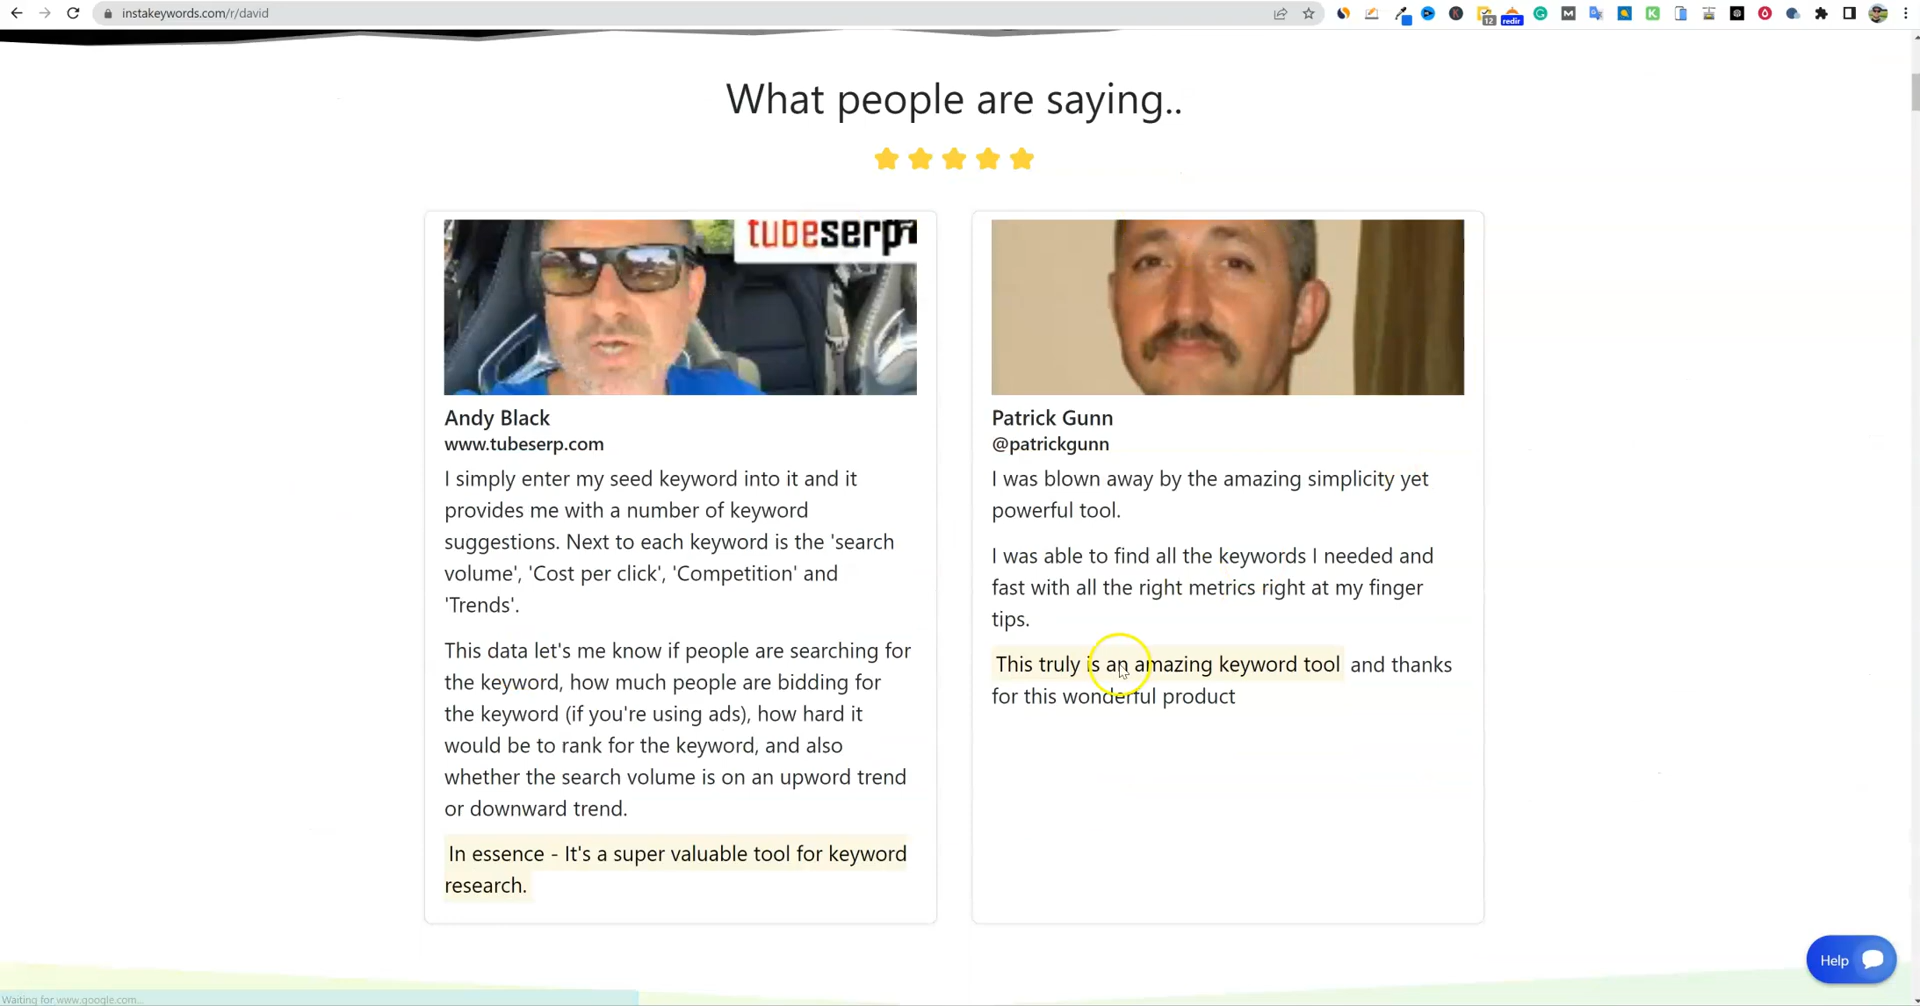 instakeywords.com/r/david
12
redir
What people are saying..
tubeserp
Andy Black
www.tubeserp.com
I simply enter my seed keyword into it and it
provides me with a number of keyword
suggestions. Next to each keyword is the 'search
volume', 'Cost per click', 'Competition' and
'Trends'.
This data let's me know if people are searching for
the keyword, how much people are bidding for
the keyword (if you're using ads), how hard it
would be to rank for the keyword, and also
whether the search volume is on an upword trend
or downward trend.
In essence - It's a super valuable tool for keyword
research.
Patrick Gunn
@patrickgunn
I was blown away by the amazing simplicity yet
powerful tool.
I was able to find all the keywords I needed and
fast with all the right metrics right at my finger
tips.
This truly is an amazing keyword tool and thanks
for this wonderful product
Help
Waiting for www.google.com...